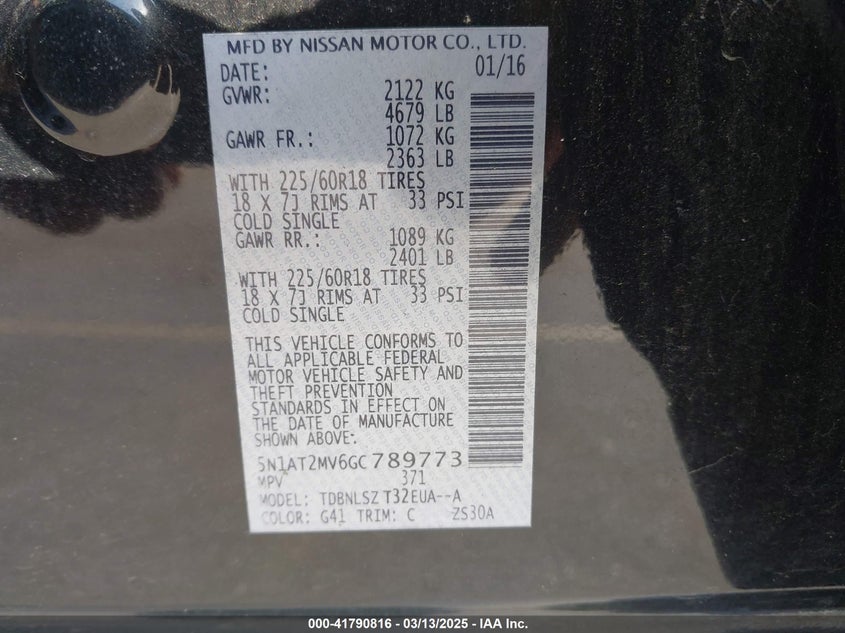 MFD BY NISSAN MOTOR CO., LTD.
DATE: 01/16
GVWR: 2122 KG
4679 LB
GAWR FR.: 1072 KG
2363 LB
WITH 225/60R18 TIRES
18 X 7J RIMS AT 33 PSI
COLD SINGLE
GAWR RR.: 1089 KG
2401 LB
WITH 225/60R18 TIRES
18 X 7J RIMS AT 33 PSI
COLD SINGLE
THIS VEHICLE CONFORMS TO
ALL APPLICABLE FEDERAL
MOTOR VEHICLE SAFETY AND
THEFT PREVENTION
STANDARDS IN EFFECT ON
THE DATE OF MANUFACTURE
SHOWN ABOVE.
5N1AT2MV6GC789773
MPV 371
MODEL: TDBNLSZ T32EUA--A
COLOR: G41 TRIM: C ZS30A
000-41790816 - 03/13/2025 - IAA Inc.